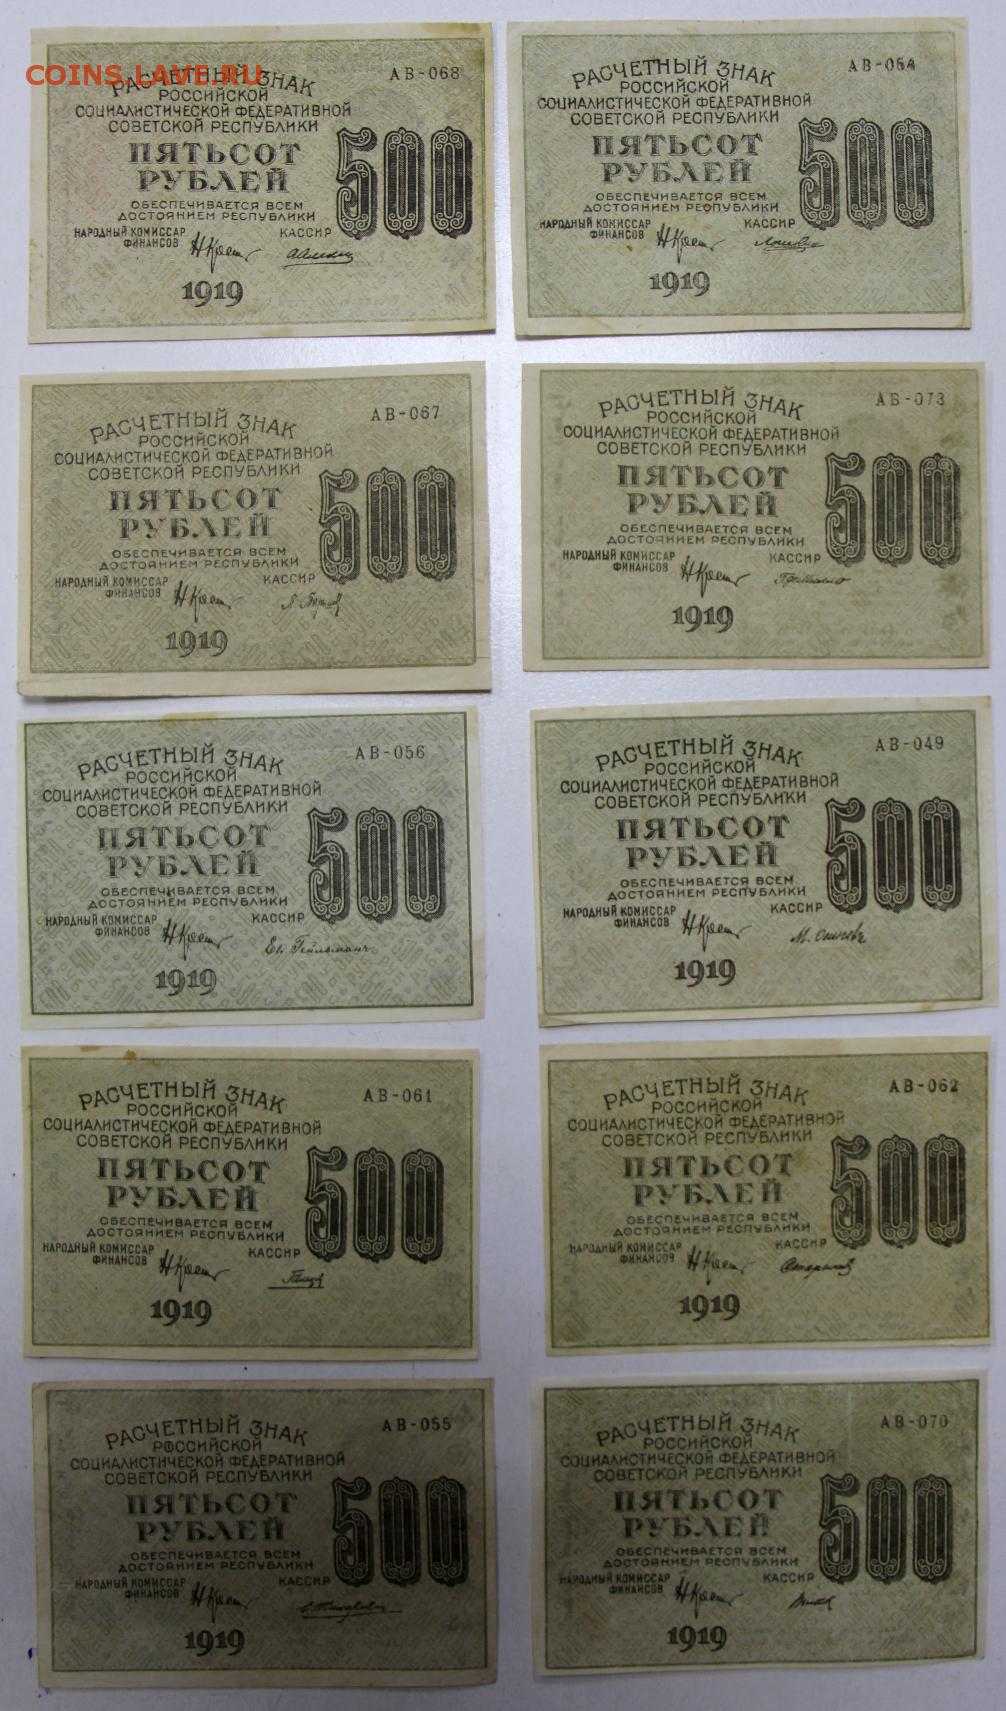 COINS.LAVE.RU
РАСЧЕТНЫЙ ЗНАК
АВ-068
РОССИЙСКОЙ
СОЦИАЛИСТИЧЕСКОЙ ФЕДЕРАТИВНОЙ
СОВЕТСКОЙ РЕСПУБЛИКИ
ПЯТЬСОТ
РУБЛЕЙ
500
ОБЕСПЕЧИВАЕТСЯ ВСЕМ
ДОСТОЯНИЕМ РЕСПУБЛИКИ
НАРОДНЫЙ КОМИССАР
ФИНАНСОВ
КАССИР
1919
РАСЧЕТНЫЙ ЗНАК
АВ-054
РОССИЙСКОЙ
СОЦИАЛИСТИЧЕСКОЙ ФЕДЕРАТИВНОЙ
СОВЕТСКОЙ РЕСПУБЛИКИ
ПЯТЬСОТ
РУБЛЕЙ
500
ОБЕСПЕЧИВАЕТСЯ ВСЕМ
ДОСТОЯНИЕМ РЕСПУБЛИКИ
НАРОДНЫЙ КОМИССАР
ФИНАНСОВ
КАССИР
1919
РАСЧЕТНЫЙ ЗНАК
АВ-067
РОССИЙСКОЙ
СОЦИАЛИСТИЧЕСКОЙ ФЕДЕРАТИВНОЙ
СОВЕТСКОЙ РЕСПУБЛИКИ
ПЯТЬСОТ
РУБЛЕЙ
500
ОБЕСПЕЧИВАЕТСЯ ВСЕМ
ДОСТОЯНИЕМ РЕСПУБЛИКИ
НАРОДНЫЙ КОМИССАР
ФИНАНСОВ
КАССИР
1919
РАСЧЕТНЫЙ ЗНАК
АБ-073
РОССИЙСКОЙ
СОЦИАЛИСТИЧЕСКОЙ ФЕДЕРАТИВНОЙ
СОВЕТСКОЙ РЕСПУБЛИКИ
ПЯТЬСОТ
РУБЛЕЙ
500
ОБЕСПЕЧИВАЕТСЯ ВСЕМ
ДОСТОЯНИЕМ РЕСПУБЛИКИ
НАРОДНЫЙ КОМИССАР
ФИНАНСОВ
КАССИР
1919
РАСЧЕТНЫЙ ЗНАК
АВ-056
РОССИЙСКОЙ
СОЦИАЛИСТИЧЕСКОЙ ФЕДЕРАТИВНОЙ
СОВЕТСКОЙ РЕСПУБЛИКИ
ПЯТЬСОТ
РУБЛЕЙ
500
ОБЕСПЕЧИВАЕТСЯ ВСЕМ
ДОСТОЯНИЕМ РЕСПУБЛИКИ
НАРОДНЫЙ КОМИССАР
ФИНАНСОВ
КАССИР
Ев. Гейльман
1919
РАСЧЕТНЫЙ ЗНАК
АВ-049
РОССИЙСКОЙ
СОЦИАЛИСТИЧЕСКОЙ ФЕДЕРАТИВНОЙ
СОВЕТСКОЙ РЕСПУБЛИКИ
ПЯТЬСОТ
РУБЛЕЙ
500
ОБЕСПЕЧИВАЕТСЯ ВСЕМ
ДОСТОЯНИЕМ РЕСПУБЛИКИ
НАРОДНЫЙ КОМИССАР
ФИНАНСОВ
КАССИР
М. Осипов
1919
РАСЧЕТНЫЙ ЗНАК
АВ-061
РОССИЙСКОЙ
СОЦИАЛИСТИЧЕСКОЙ ФЕДЕРАТИВНОЙ
СОВЕТСКОЙ РЕСПУБЛИКИ
ПЯТЬСОТ
РУБЛЕЙ
500
ОБЕСПЕЧИВАЕТСЯ ВСЕМ
ДОСТОЯНИЕМ РЕСПУБЛИКИ
НАРОДНЫЙ КОМИССАР
ФИНАНСОВ
КАССИР
1919
РАСЧЕТНЫЙ ЗНАК
АВ-062
РОССИЙСКОЙ
СОЦИАЛИСТИЧЕСКОЙ ФЕДЕРАТИВНОЙ
СОВЕТСКОЙ РЕСПУБЛИКИ
ПЯТЬСОТ
РУБЛЕЙ
500
ОБЕСПЕЧИВАЕТСЯ ВСЕМ
ДОСТОЯНИЕМ РЕСПУБЛИКИ
НАРОДНЫЙ КОМИССАР
ФИНАНСОВ
КАССИР
1919
РАСЧЕТНЫЙ ЗНАК
АВ-055
РОССИЙСКОЙ
СОЦИАЛИСТИЧЕСКОЙ ФЕДЕРАТИВНОЙ
СОВЕТСКОЙ РЕСПУБЛИКИ
ПЯТЬСОТ
РУБЛЕЙ
500
ОБЕСПЕЧИВАЕТСЯ ВСЕМ
ДОСТОЯНИЕМ РЕСПУБЛИКИ
НАРОДНЫЙ КОМИССАР
ФИНАНСОВ
КАССИР
1919
РАСЧЕТНЫЙ ЗНАК
АВ-070
РОССИЙСКОЙ
СОЦИАЛИСТИЧЕСКОЙ ФЕДЕРАТИВНОЙ
СОВЕТСКОЙ РЕСПУБЛИКИ
ПЯТЬСОТ
РУБЛЕЙ
500
ОБЕСПЕЧИВАЕТСЯ ВСЕМ
ДОСТОЯНИЕМ РЕСПУБЛИКИ
НАРОДНЫЙ КОМИССАР
ФИНАНСОВ
КАССИР
1919